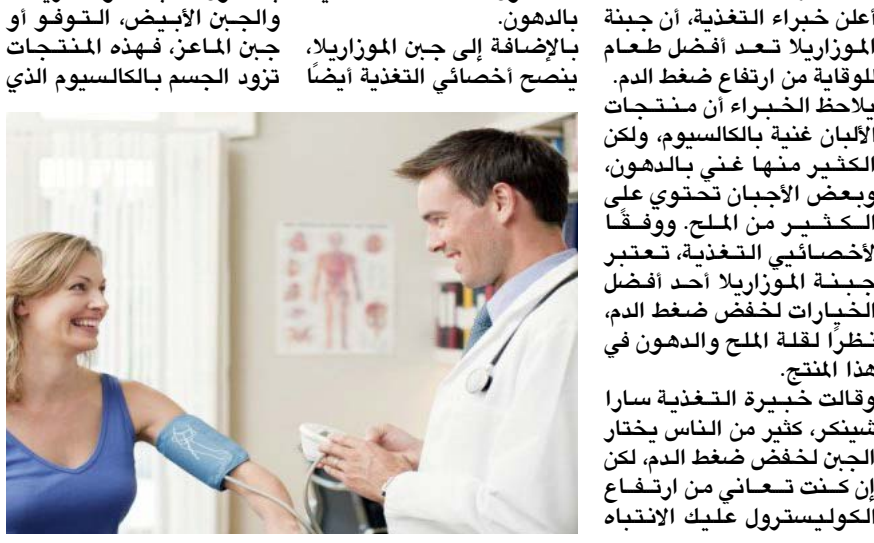 أعلن خبراء التغذية، أن جبنة
الموزاريلا تعد أفضل طعام
للوقاية من ارتفاع ضغط الدم.
يلاحظ الخبراء أن منتجات
الألبان غنية بالكالسيوم، ولكن
الكثير منها غني بالدهون،
وبعض الأجبان تحتوي على
الكثير من الملح. ووفقًا
لأخصائيي التغذية، تعتبر
جبنة الموزاريلا أحد أفضل
الخيارات لخفض ضغط الدم،
نظرًا لقلة الملح والدهون في
هذا المنتج.
وقالت خبيرة التغذية سارا
شينكر، كثير من الناس يختار
الجبن لخفض ضغط الدم، لكن
إن كنت تعاني من ارتفاع
الكوليسترول عليك الانتباه
بالدهون.
بالإضافة إلى جبن الموزاريلا،
ينصح أخصائي التغذية أيضًا
والجبن الأبيض، التوفو أو
جبن الماعز، فهذه المنتجات
تزود الجسم بالكالسيوم الذي